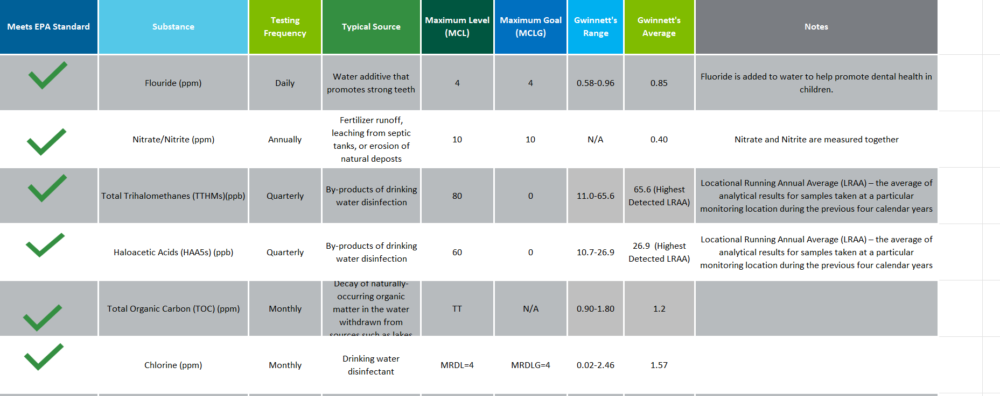 Meets EPA Standard
Substance
Testing
Frequency
Typical Source
Maximum Level
(MCL)
Maximum Goal
(MCLG)
Gwinnett's
Range
Gwinnett's
Average
Notes
Flouride (ppm)
Daily
Water additive that
promotes strong teeth
4
4
0.58-0.96
0.85
Fluoride is added to water to help promote dental health in
children.
Nitrate/Nitrite (ppm)
Annually
Fertilizer runoff,
leaching from septic
tanks, or erosion of
natural deposts
10
10
N/A
0.40
Nitrate and Nitrite are measured together
Total Trihalomethanes (TTHMs)(ppb)
Quarterly
By-products of drinking
water disinfection
80
0
11.0-65.6
65.6 (Highest
Detected LRAA)
Locational Running Annual Average (LRAA) – the average of
analytical results for samples taken at a particular
monitoring location during the previous four calendar years
Haloacetic Acids (HAA5s) (ppb)
Quarterly
By-products of drinking
water disinfection
60
0
10.7-26.9
26.9  (Highest
Detected LRAA)
Locational Running Annual Average (LRAA) – the average of
analytical results for samples taken at a particular
monitoring location during the previous four calendar years
Total Organic Carbon (TOC) (ppm)
Monthly
Decay of naturally-
occurring organic
matter in the water
withdrawn from
sources such as lakes
TT
N/A
0.90-1.80
1.2
Chlorine (ppm)
Monthly
Drinking water
disinfectant
MRDL=4
MRDLG=4
0.02-2.46
1.57